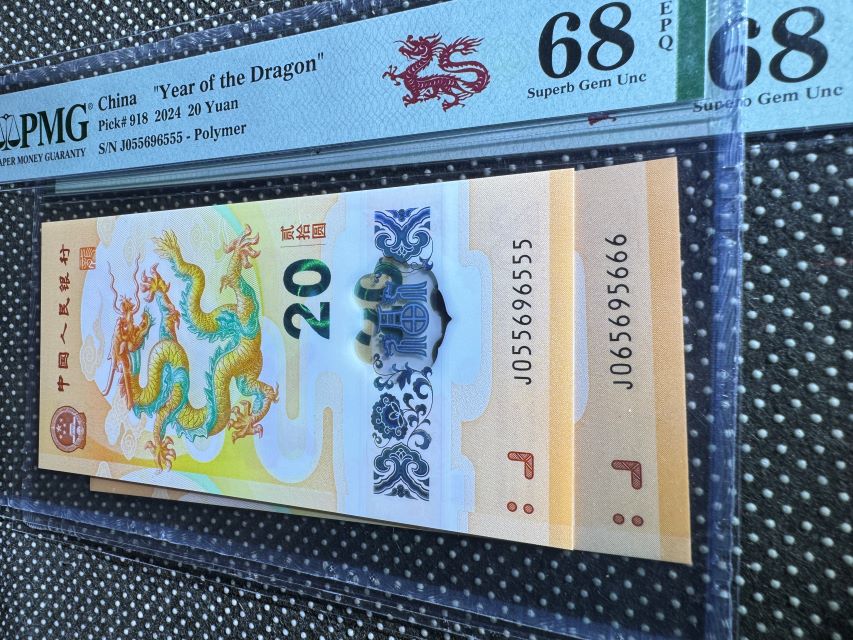 PMG®
PAPER MONEY GUARANTY
China "Year of the Dragon"
Pick# 918 2024 20 Yuan
S/N J055696555 - Polymer
68
Superb Gem Unc
EPQ
68
Superb Gem Unc
中国人民银行
贰拾圆
20
J055696555
J065695666